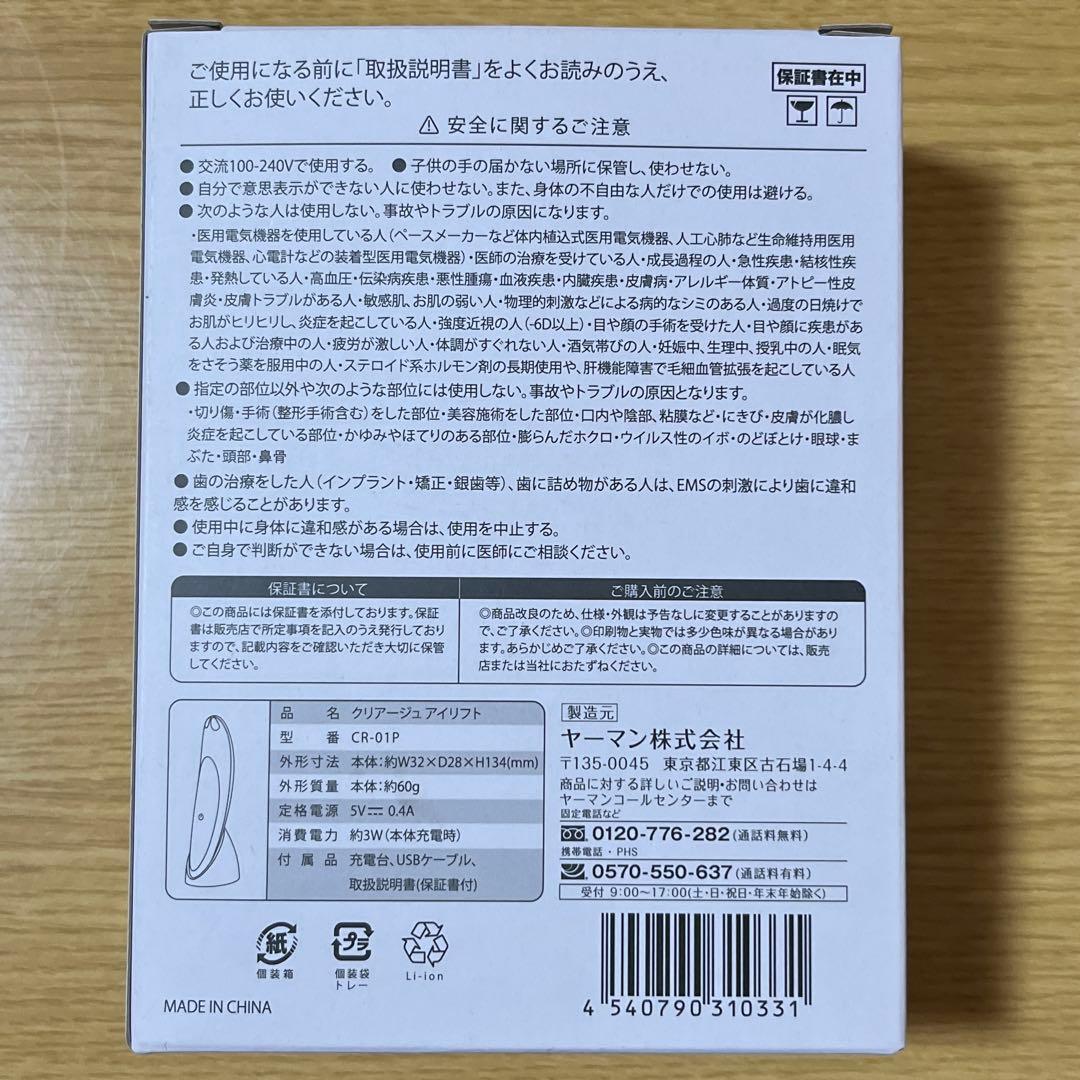 ご使用になる前に「取扱説明書」をよくお読みのうえ、
正しくお使いください。
保証書在中
⚠ 安全に関するご注意
●交流100-240Vで使用する。 ●子供の手の届かない場所に保管し、使わせない。
●自分で意思表示ができない人に使わせない。また、身体の不自由な人だけでの使用は避ける。
●次のような人は使用しない。事故やトラブルの原因になります。
・医用電気機器を使用している人（ペースメーカーなど体内植込式医用電気機器、人工心肺など生命維持用医用
電気機器、心電計などの装着型医用電気機器）・医師の治療を受けている人・成長過程の人・急性疾患・結核性疾
患・発熱している人・高血圧・伝染病疾患・悪性腫瘍・血液疾患・内臓疾患・皮膚病・アレルギー体質・アトピー性皮
膚炎・皮膚トラブルがある人・敏感肌、お肌の弱い人・物理的刺激などによる病的なシミのある人・過度の日焼けで
お肌がヒリヒリし、炎症を起こしている人・強度近視の人（-6D以上）・目や顔の手術を受けた人・目や顔に疾患があ
る人および治療中の人・疲労が激しい人・体調がすぐれない人・酒気帯びの人・妊娠中、生理中、授乳中の人・眠気
をさそう薬を服用中の人・ステロイド系ホルモン剤の長期使用や、肝機能障害で毛細血管拡張を起こしている人
●指定の部位以外や次のような部位には使用しない。事故やトラブルの原因となります。
・切り傷・手術（整形手術含む）をした部位・美容施術をした部位・口内や陰部、粘膜など・にきび・皮膚が化膿し
炎症を起こしている部位・かゆみやほてりのある部位・膨らんだホクロ・ウイルス性のイボ・のどぼとけ・眼球・ま
ぶた・頭部・鼻骨
●歯の治療をした人（インプラント・矯正・銀歯等）、歯に詰め物がある人は、EMSの刺激により歯に違和
感を感じることがあります。
●使用中に身体に違和感がある場合は、使用を中止する。
●ご自身で判断ができない場合は、使用前に医師にご相談ください。
保証書について
◎この商品には保証書を添付しております。保証
書は販売店で所定事項を記入のうえ発行しており
ますので、記載内容をご確認いただき大切に保管
してください。
ご購入前のご注意
◎商品改良のため、仕様・外観は予告なしに変更することがありますの
で、ご了承ください。◎印刷物と実物では多少色味が異なる場合があり
ます。あらかじめご了承ください。◎この商品の詳細については、販売
店または当社におたずねください。
品名 クリアージュ アイリフト
型番 CR-01P
外形寸法 本体：約W32×D28×H134(mm)
外形質量 本体：約60g
定格電源 5V⎓ 0.4A
消費電力 約3W（本体充電時）
付属品 充電台、USBケーブル、
取扱説明書（保証書付）
製造元
ヤーマン株式会社
〒135-0045 東京都江東区古石場1-4-4
商品に対する詳しいご説明・お問い合わせは
ヤーマンコールセンターまで
固定電話など
0120-776-282（通話料無料）
携帯電話・PHS
0570-550-637（通話料有料）
受付 9:00〜17:00(土・日・祝日・年末年始除く)
紙
個装箱
プラ
個装袋
トレー
Li-ion
MADE IN CHINA
4 540790 310331